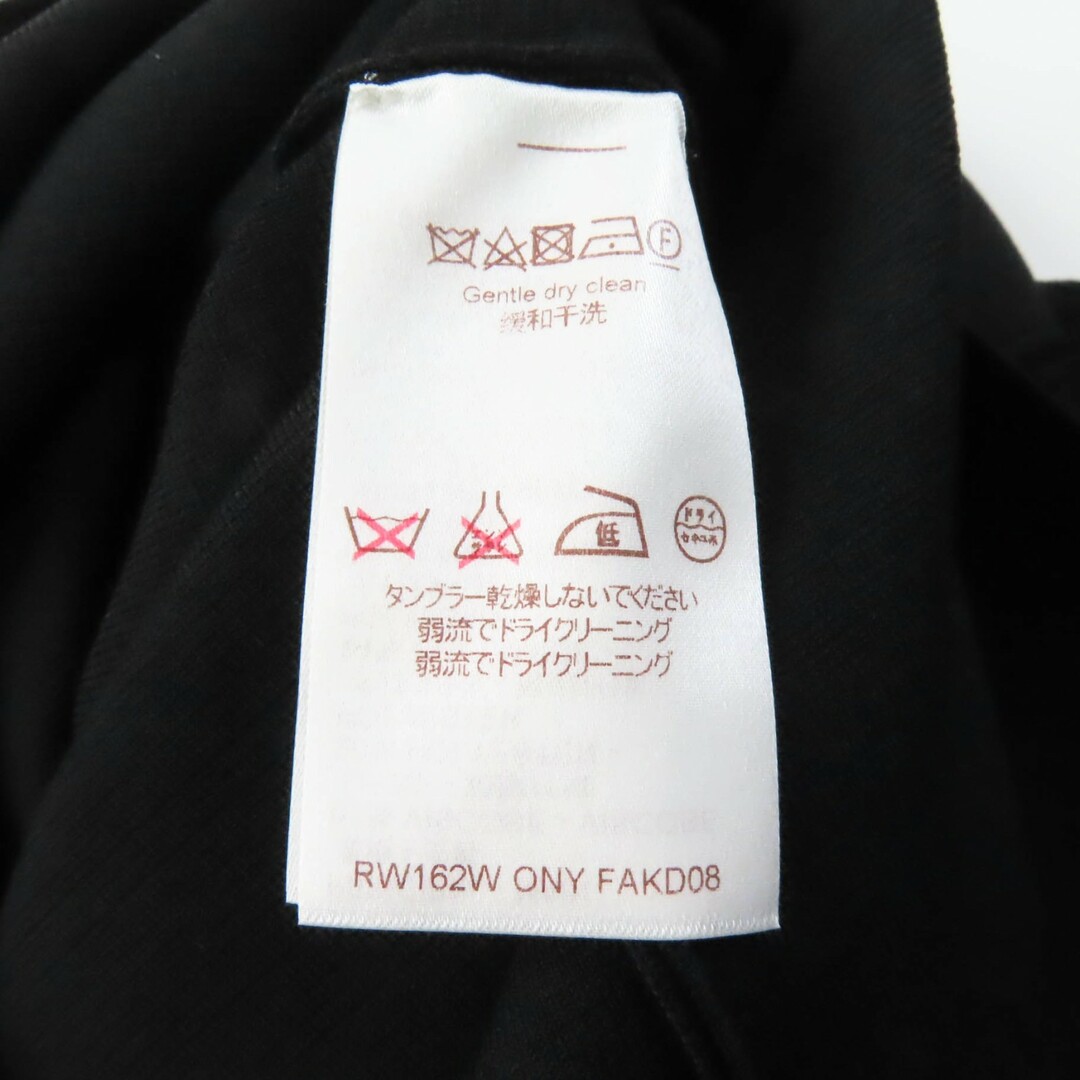 F
Gentle dry clean
緩和干洗
低
ドライ
セキユ系
タンブラー乾燥しないでください
弱流でドライクリーニング
弱流でドライクリーニング
RW162W ONY FAKD08